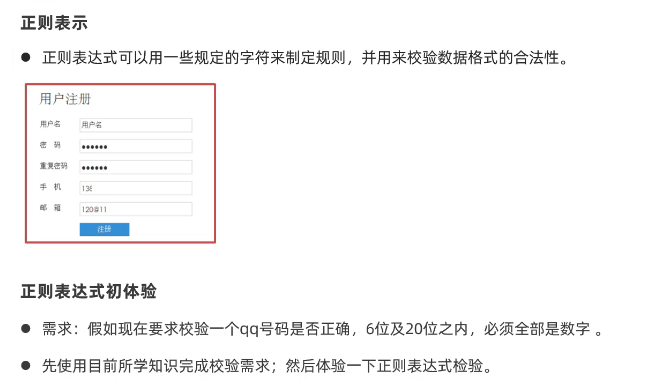 正则表示
● 正则表达式可以用一些规定的字符来制定规则，并用来校验数据格式的合法性。
用户注册
用户名 用户名
密 码 ●●●●●●
重复密码 ●●●●●●
手 机 138
邮 箱 120@11
注册
正则表达式初体验
● 需求：假如现在要求校验一个qq号码是否正确，6位及20位之内，必须全部是数字 。
● 先使用目前所学知识完成校验需求；然后体验一下正则表达式检验。